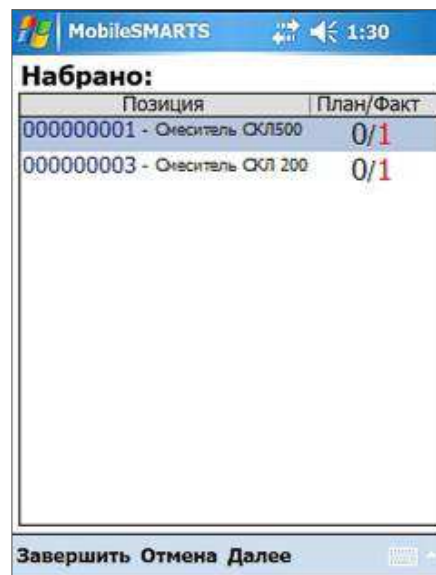 MobileSMARTS 1:30
Набрано:
Позиция План/Факт
000000001 - Смеситель СКЛ500 0/1
000000003 - Смеситель СКЛ 200 0/1
Завершить Отмена Далее